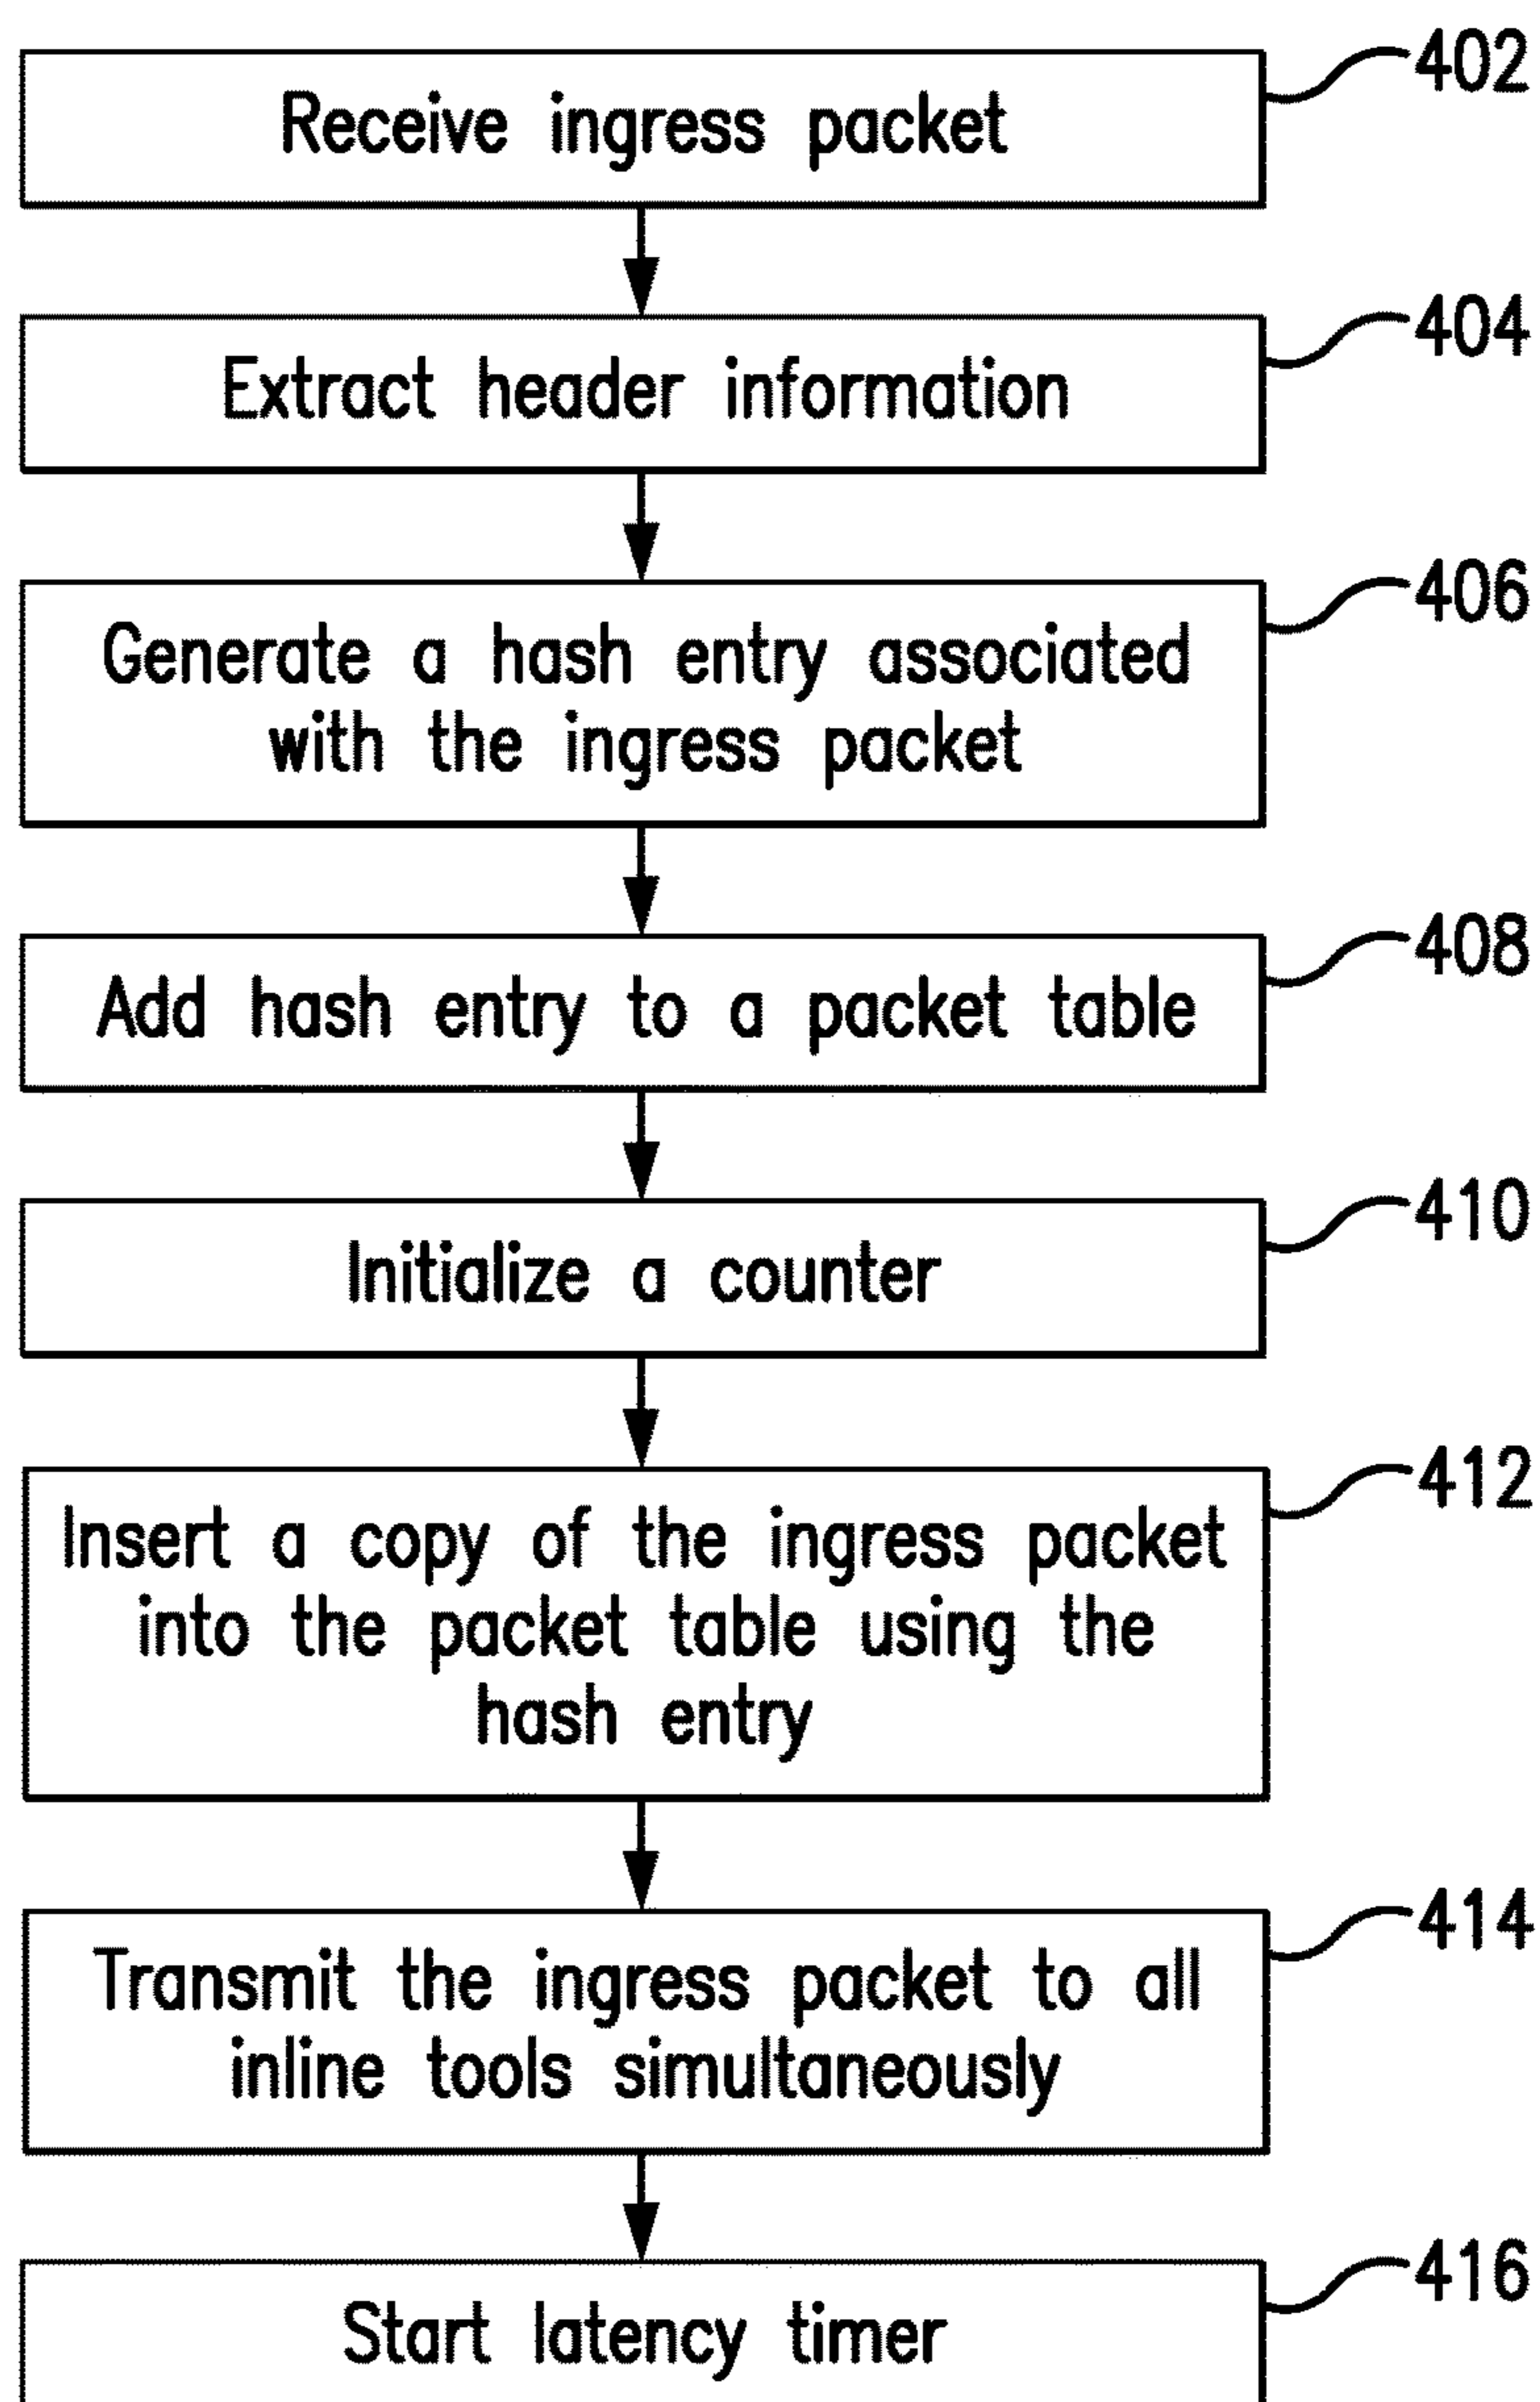 402
Receive ingress packet
404
Extract header information
406
Generate a hash entry associated
with the ingress packet
408
Add hash entry to a packet table
410
Initialize a counter
412
Insert a copy of the ingress packet
into the packet table using the
hash entry
414
Transmit the ingress packet to all
inline tools simultaneously
416
Start latency timer